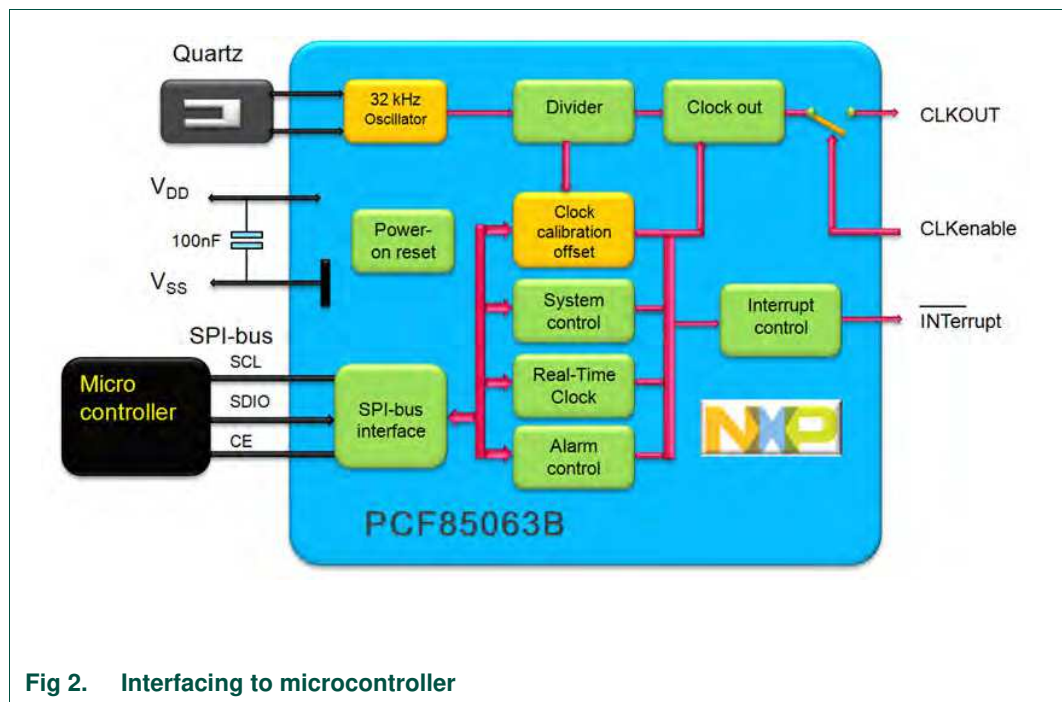 Quartz
32 kHz
Oscillator
Divider
Clock out
CLKOUT
VDD
100nF
VSS
Power-
on reset
Clock
calibration
offset
CLKenable
System
control
Interrupt
control
INTerrupt
SPI-bus
SCL
SDIO
CE
Micro
controller
SPI-bus
interface
Real-Time
Clock
Alarm
control
NXP
PCF85063B
Fig 2. Interfacing to microcontroller